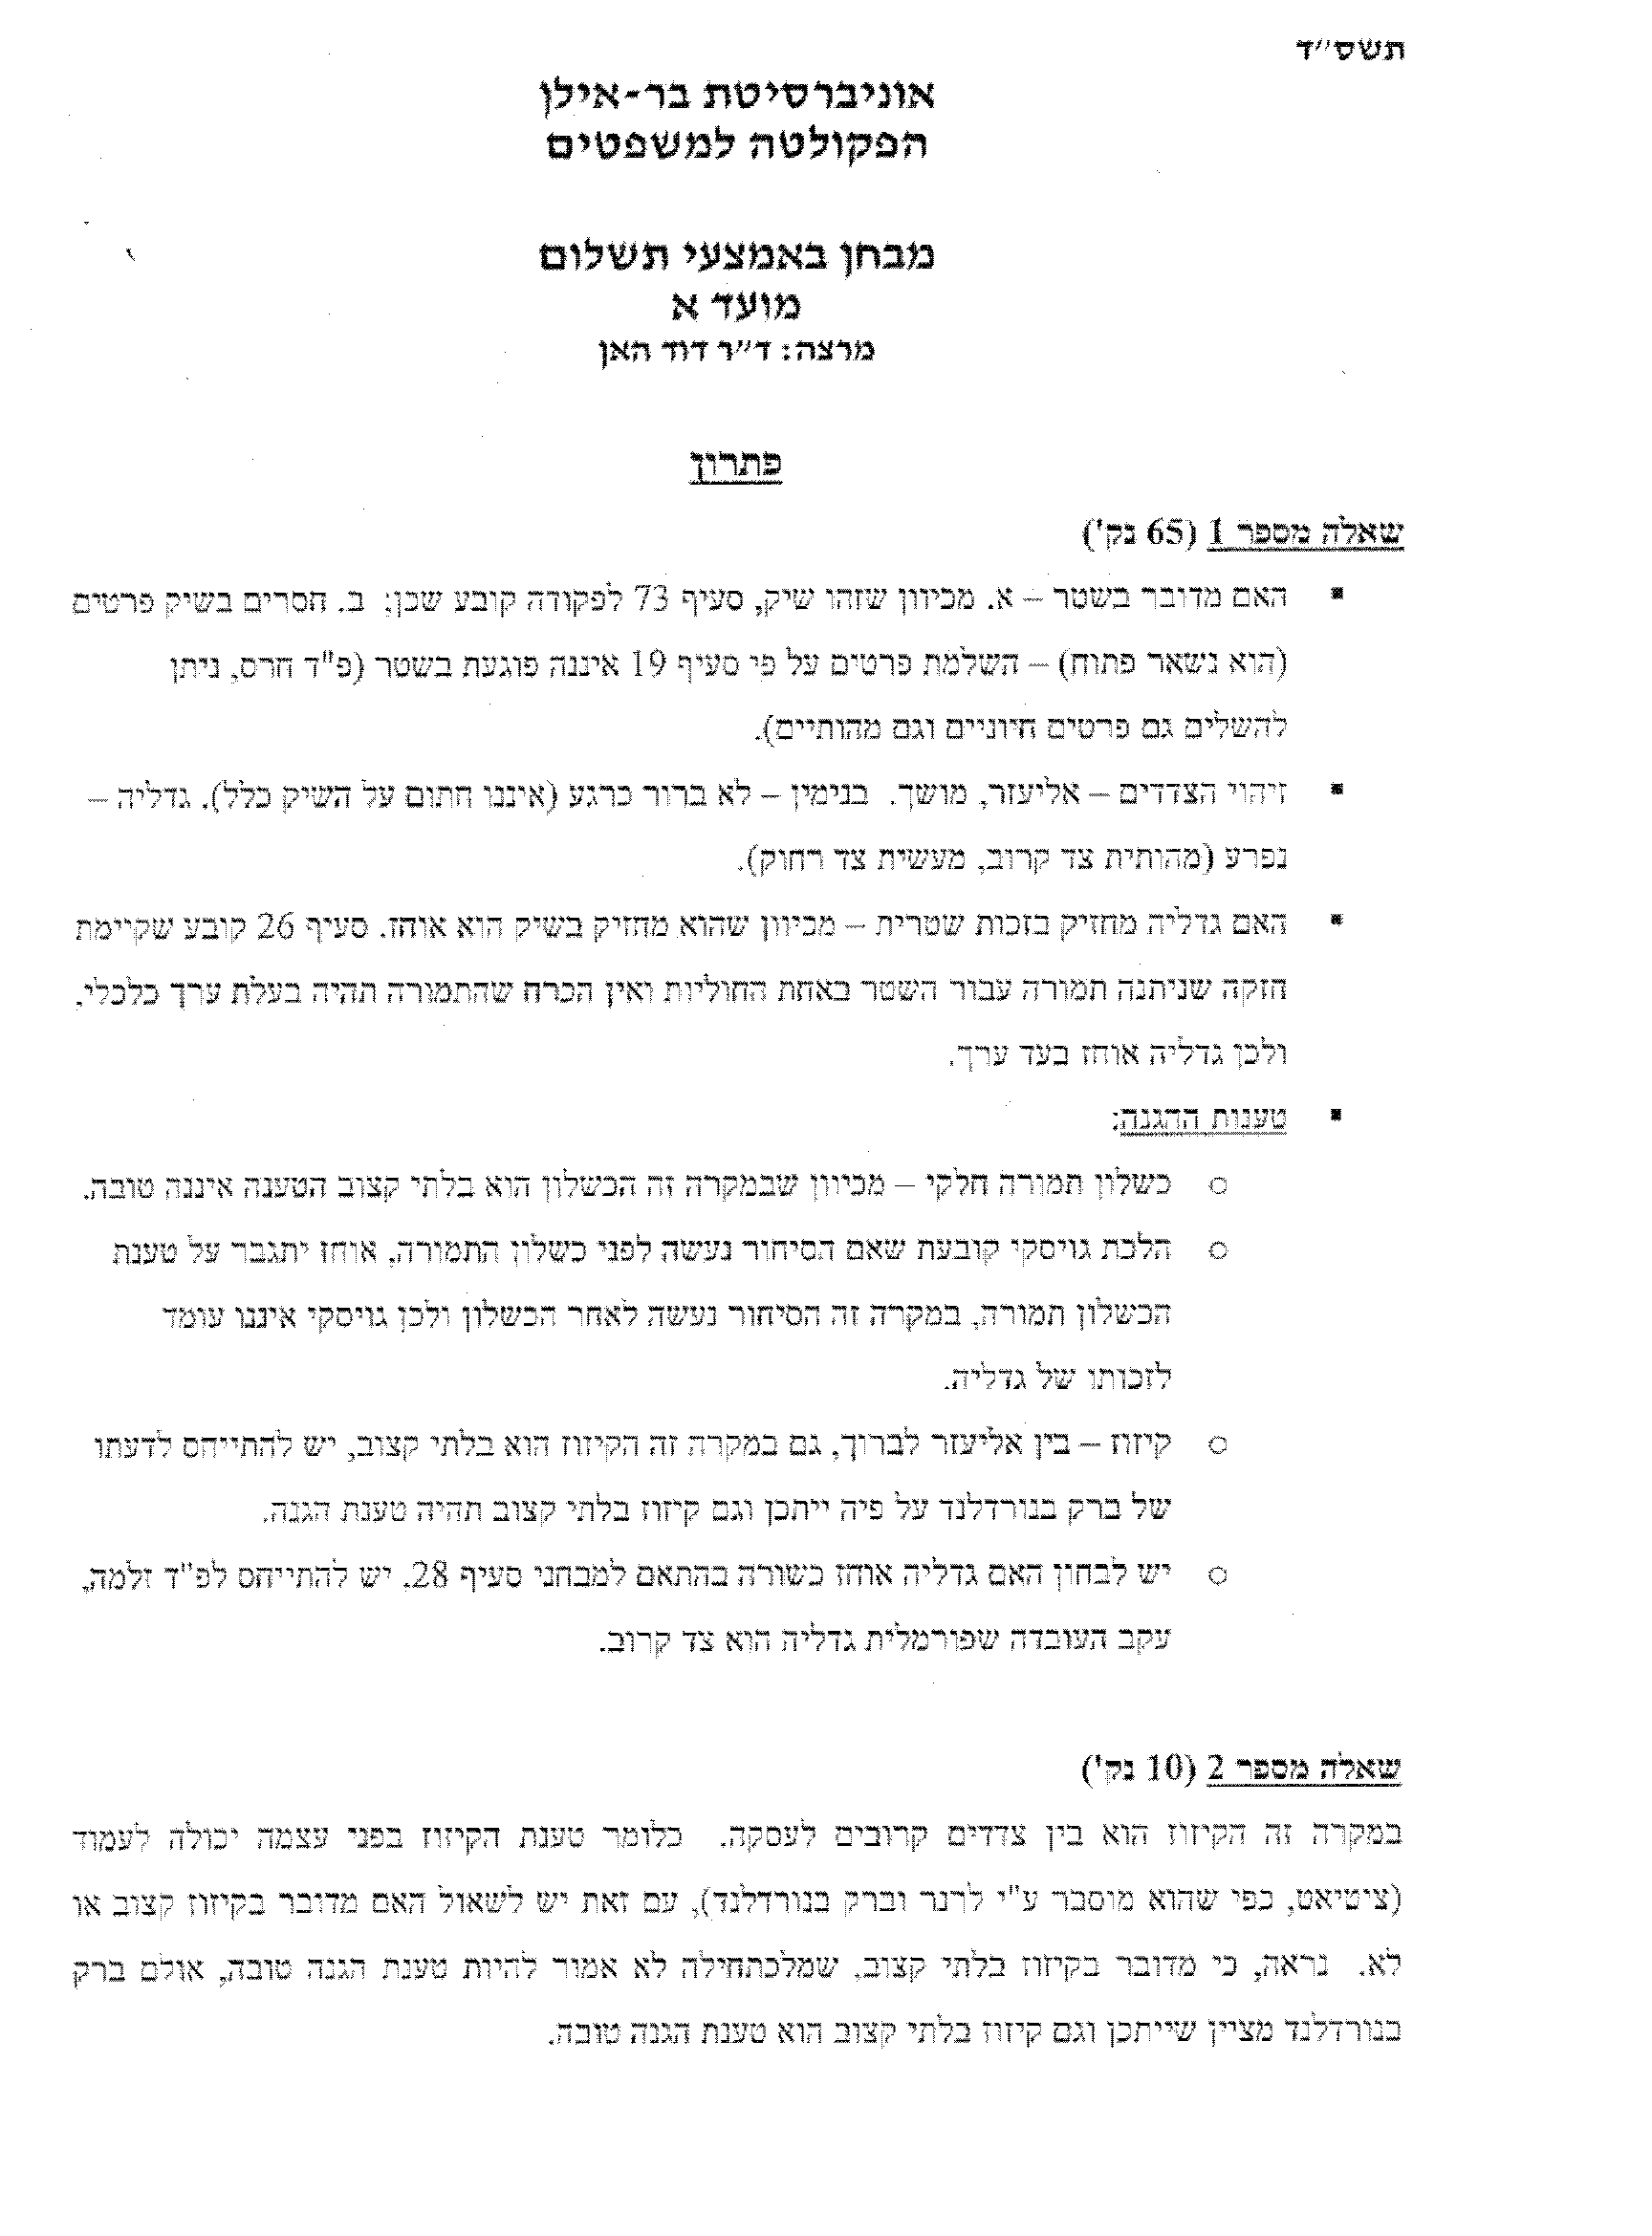 תשס״ד
אוניברסיטת בר-אילן
הפקולטה למשפטים
מבחן באמצעי תשלום
מועד א
מרצה: ד״ר דוד האן
פתרון
שאלה מספר 1 (65 נק')
▪ האם מדובר בשטר – א. מכיוון שזהו שיק, סעיף 73 לפקודה קובע שכן; ב. חסרים בשיק פרטים
(הוא נשאר פתוח) – השלמת פרטים על פי סעיף 19 איננה פוגעת בשטר (פ"ד חרס, ניתן
להשלים גם פרטים חיוניים וגם מהותיים).
▪ זיהוי הצדדים – אליעזר, מושך. בנימין – לא ברור כרגע (איננו חתום על השיק כלל). גדליה –
נפרע (מהותית צד קרוב, מעשית צד רחוק).
▪ האם גדליה מחזיק בזכות שטרית – מכיוון שהוא מחזיק בשיק הוא אוחז. סעיף 26 קובע שקיימת
חזקה שניתנה תמורה עבור השטר באחת החוליות ואין הכרח שהתמורה תהיה בעלת ערך כלכלי,
ולכן גדליה אוחז בעד ערך.
▪ טענות ההגנה:
○ כשלון תמורה חלקי – מכיוון שבמקרה זה הכשלון הוא בלתי קצוב הטענה איננה טובה.
○ הלכת גויסקי קובעת שאם הסיחור נעשה לפני כשלון התמורה, אוחז יתגבר על טענת
הכשלון תמורה, במקרה זה הסיחור נעשה לאחר הכשלון ולכן גויסקי איננו עומד
לזכותו של גדליה.
○ קיזוז – בין אליעזר לברוך, גם במקרה זה הקיזוז הוא בלתי קצוב, יש להתייחס לדעתו
של ברק בנורדלנד על פיה ייתכן וגם קיזוז בלתי קצוב תהיה טענת הגנה.
○ יש לבחון האם גדליה אוחז כשורה בהתאם למבחני סעיף 28. יש להתייחס לפ"ד זלמה,
עקב העובדה שפורמלית גדליה הוא צד קרוב.
שאלה מספר 2 (10 נק')
במקרה זה הקיזוז הוא בין צדדים קרובים לעסקה. כלומר טענת הקיזוז בפני עצמה יכולה לעמוד
(ציטיאט, כפי שהוא מוסבר ע"י לרנר וברק בנורדלנד), עם זאת יש לשאול האם מדובר בקיזוז קצוב או
לא. נראה, כי מדובר בקיזוז בלתי קצוב, שמלכתחילה לא אמור להיות טענת הגנה טובה, אולם ברק
בנורדלנד מציין שייתכן וגם קיזוז בלתי קצוב הוא טענת הגנה טובה.